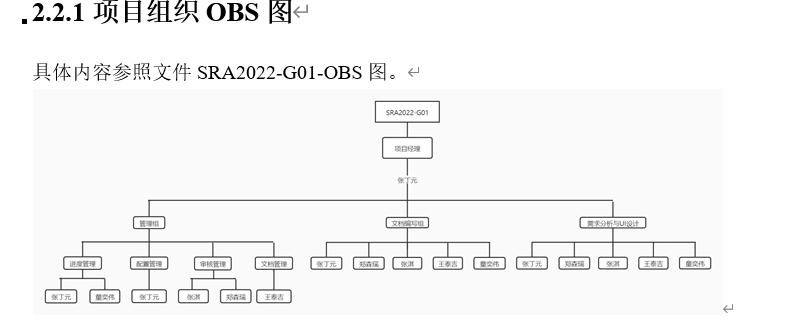 2.2.1 项目组织 OBS 图
具体内容参照文件 SRA2022-G01-OBS 图。
SRA2022-G01
项目经理
张丁元
管理组 文档编写组 需求分析与UI设计
进度管理 配置管理 审核管理 文档管理 张丁元 郑森瑞 张淇 王泰吉 童奕伟 张丁元 郑森瑞 张淇 王泰吉 童奕伟
张丁元 童奕伟 张丁元 张淇 郑森瑞 王泰吉